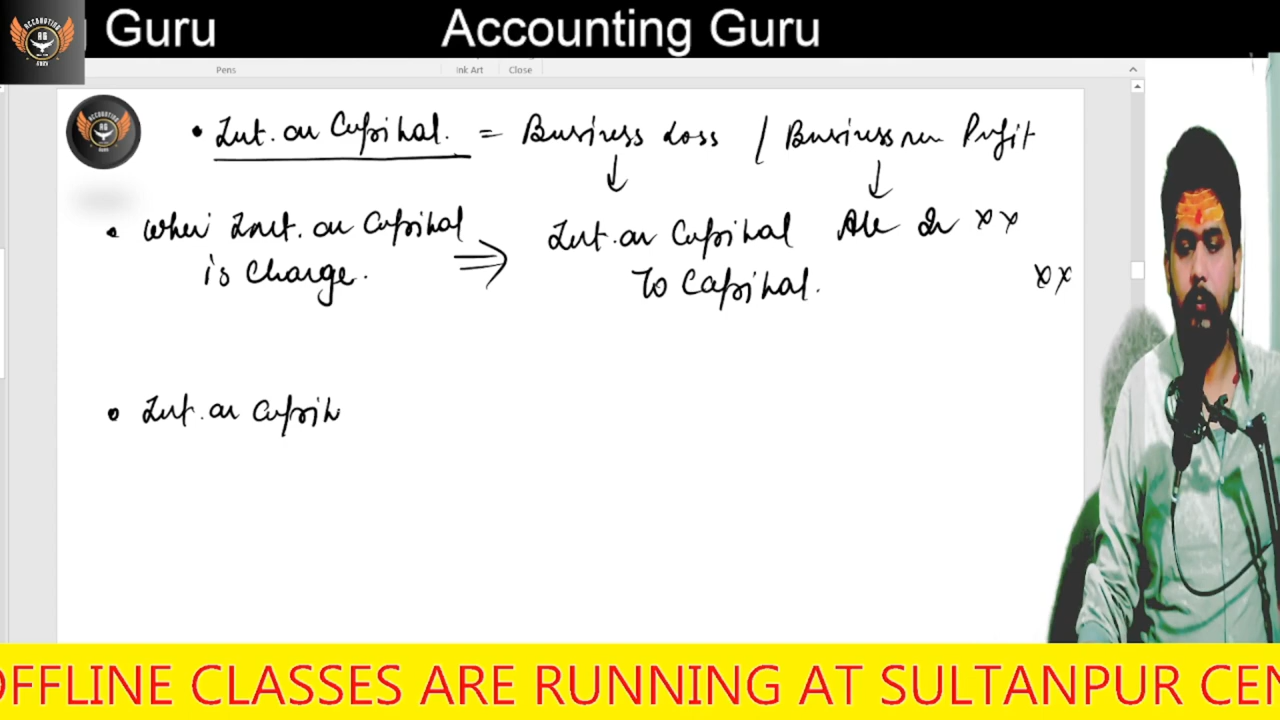 Guru Accounting Guru
Pens Ink Art Close
• Int. on Capital. = Business Loss / Business Profit
• When Int. on Capital
is Charge. ⇒
Int. on Capital A/c Dr xx
To Capital. xx
• Int. on Capit
OFFLINE CLASSES ARE RUNNING AT SULTANPUR CEN